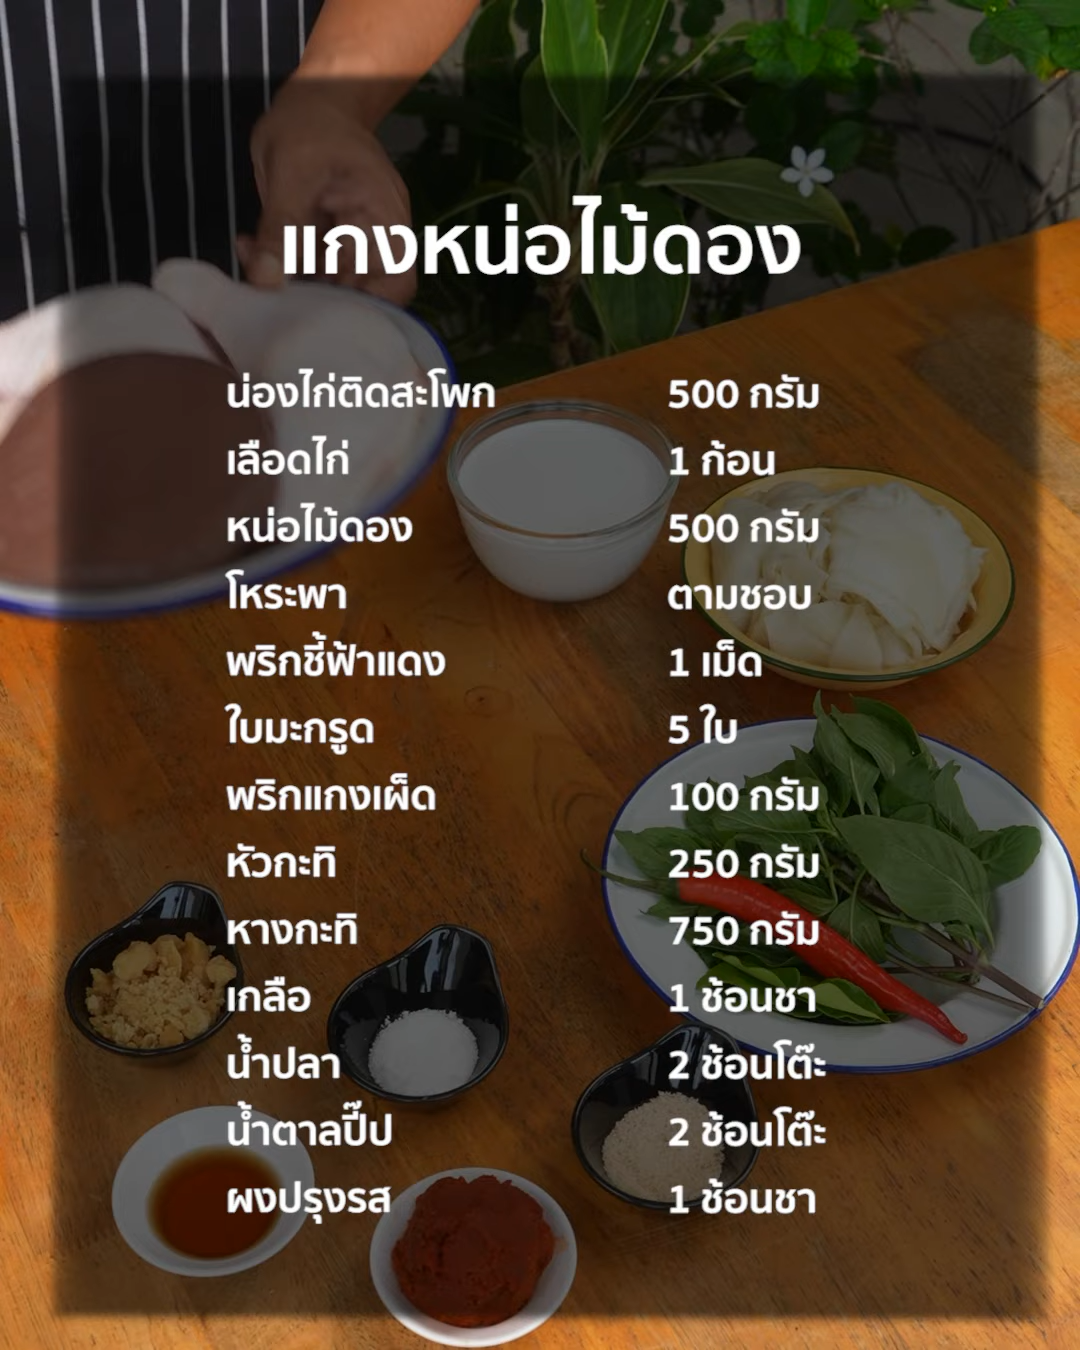 แกงหน่อไม้ดอง
น่องไก่ติดสะโพก 500 กรัม
เลือดไก่ 1 ก้อน
หน่อไม้ดอง 500 กรัม
โหระพา ตามชอบ
พริกชี้ฟ้าแดง 1 เม็ด
ใบมะกรูด 5 ใบ
พริกแกงเผ็ด 100 กรัม
หัวกะทิ 250 กรัม
หางกะทิ 750 กรัม
เกลือ 1 ช้อนชา
น้ำปลา 2 ช้อนโต๊ะ
น้ำตาลปี๊ป 2 ช้อนโต๊ะ
ผงปรุงรส 1 ช้อนชา